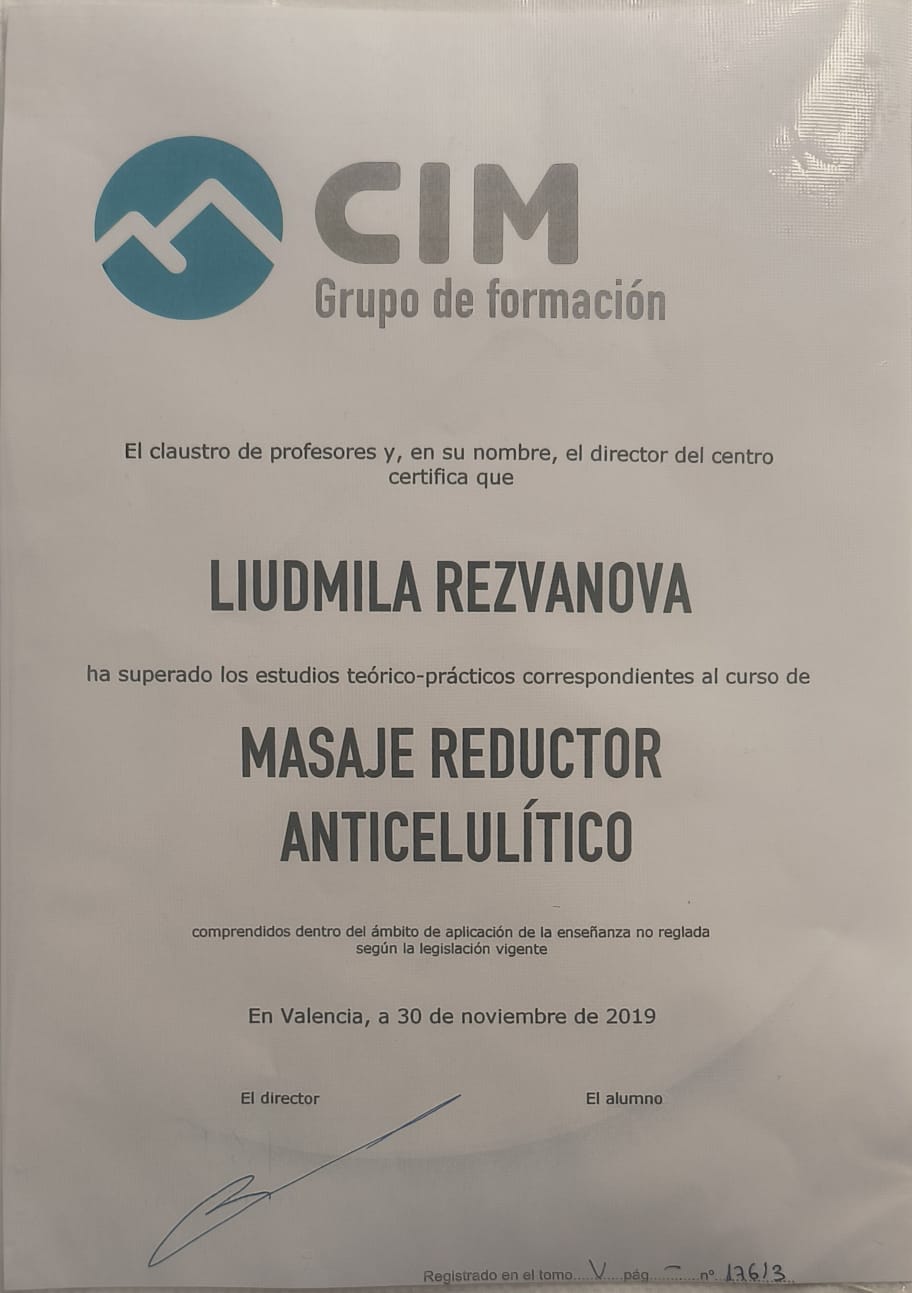 CIM
Grupo de formación
El claustro de profesores y, en su nombre, el director del centro
certifica que
LIUDMILA REZVANOVA
ha superado los estudios teórico-prácticos correspondientes al curso de
MASAJE REDUCTOR
ANTICELULÍTICO
comprendidos dentro del ámbito de aplicación de la enseñanza no reglada
según la legislación vigente
En Valencia, a 30 de noviembre de 2019
El director El alumno
Registrado en el tomo V pág. - nº